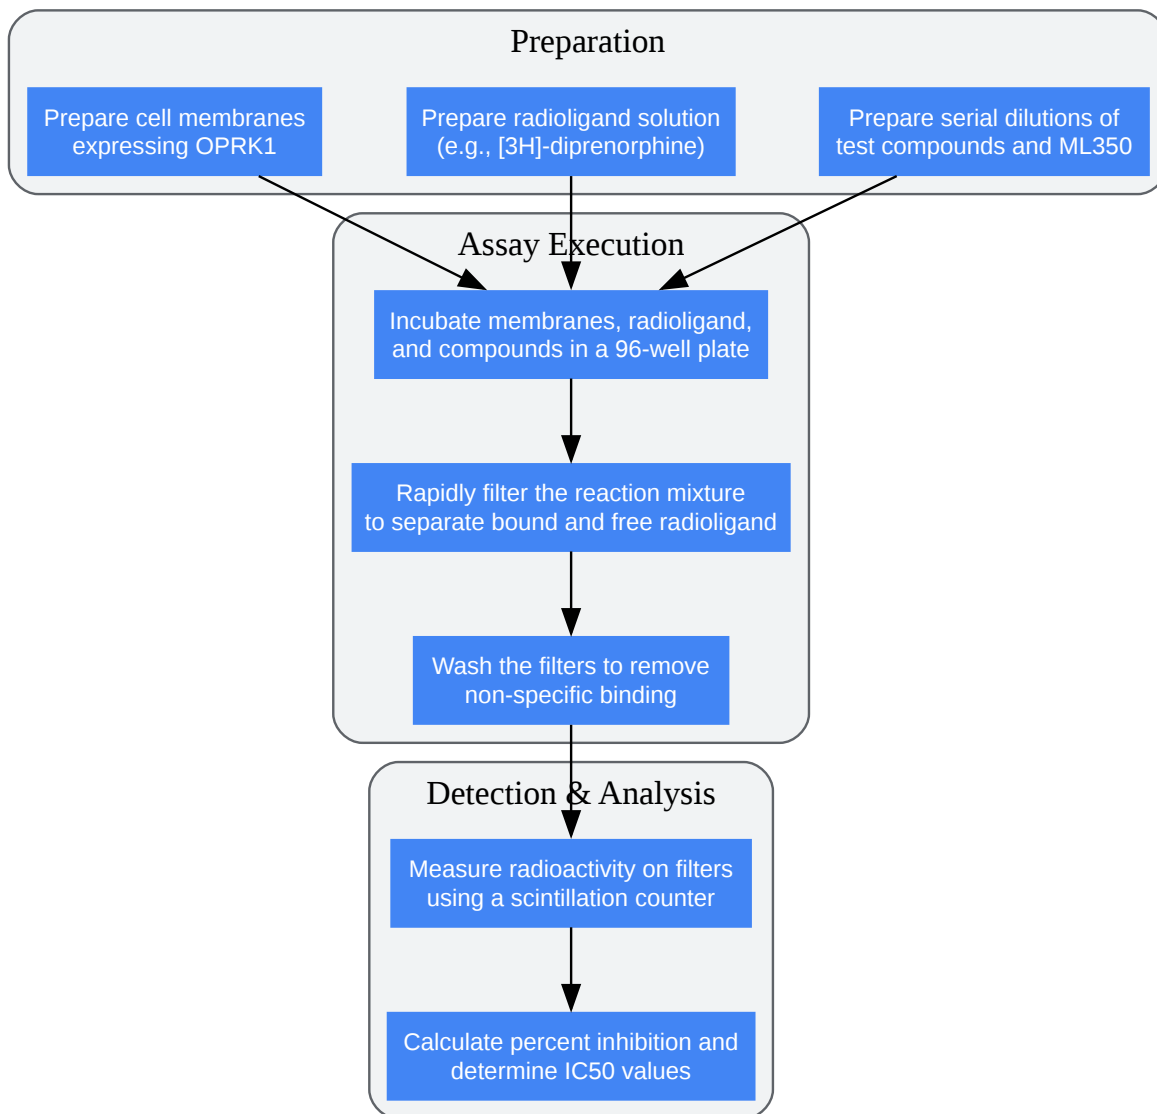 Preparation
Prepare cell membranes
expressing OPRK1
Prepare radioligand solution
(e.g., [3H]-diprenorphine)
Prepare serial dilutions of
test compounds and ML350
Assay Execution
Incubate membranes, radioligand,
and compounds in a 96-well plate
Rapidly filter the reaction mixture
to separate bound and free radioligand
Wash the filters to remove
non-specific binding
Detection & Analysis
Measure radioactivity on filters
using a scintillation counter
Calculate percent inhibition and
determine IC50 values